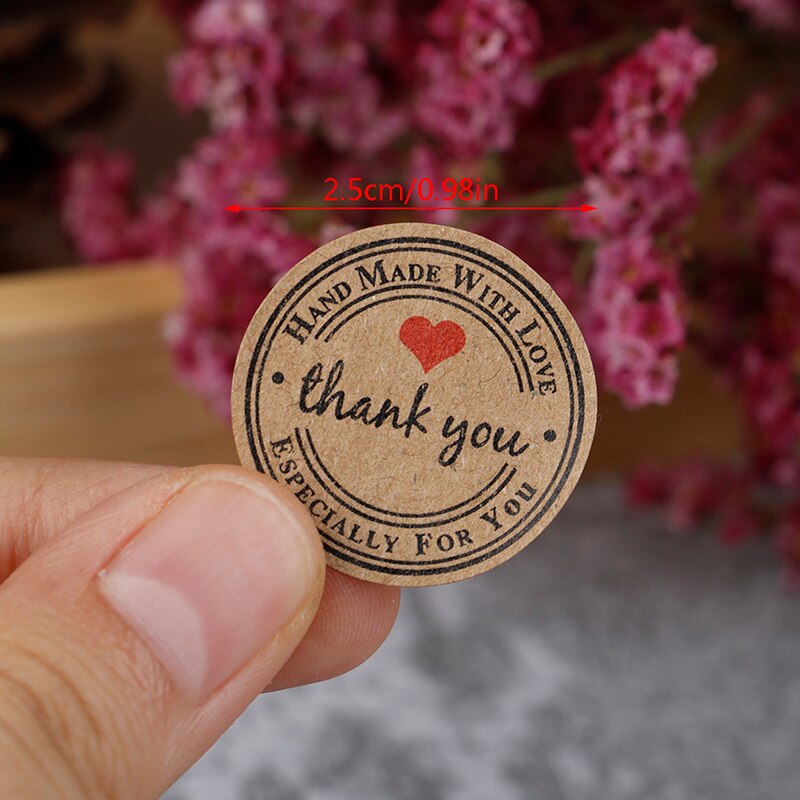 2.5cm/0.98in
HAND MADE WITH LOVE
thank you
ESPECIALLY FOR YOU